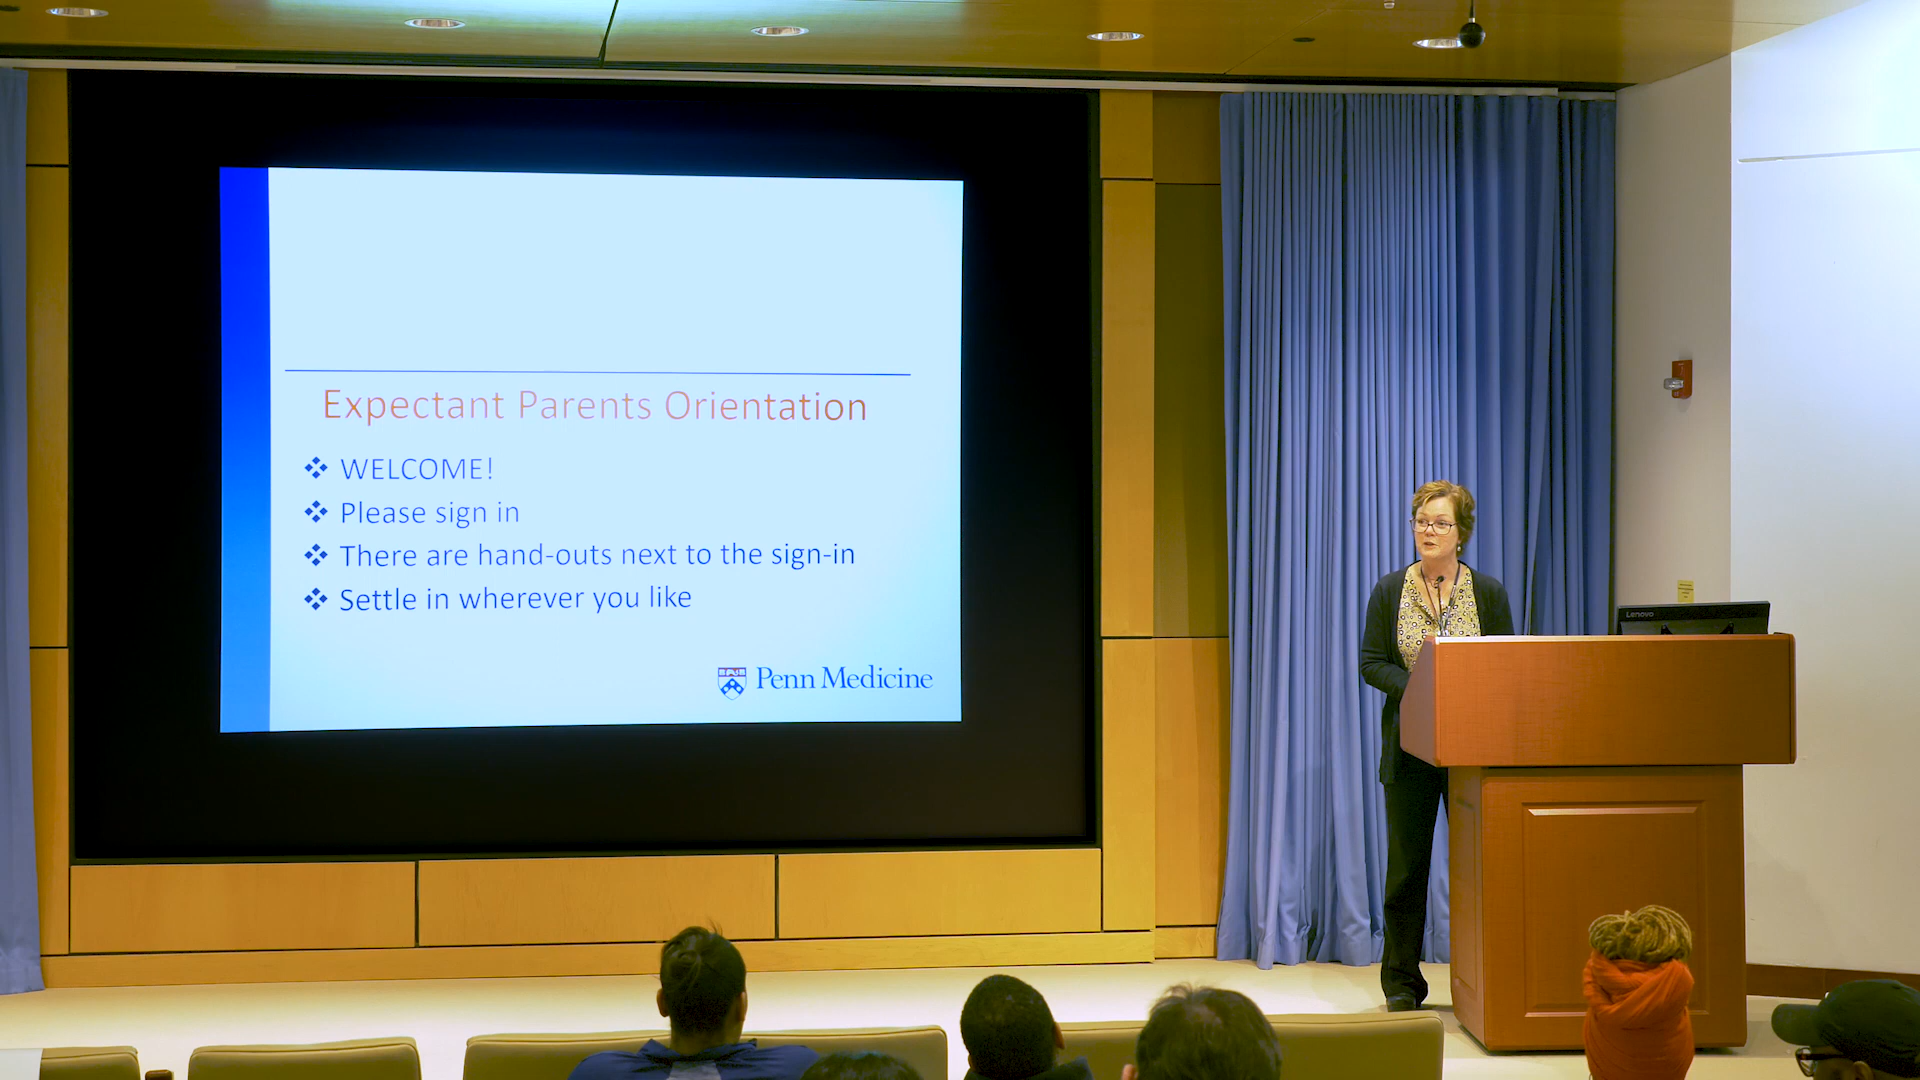 Expectant Parents Orientation
WELCOME!
Please sign in
There are hand-outs next to the sign-in
Settle in wherever you like
Penn Medicine
Lenovo